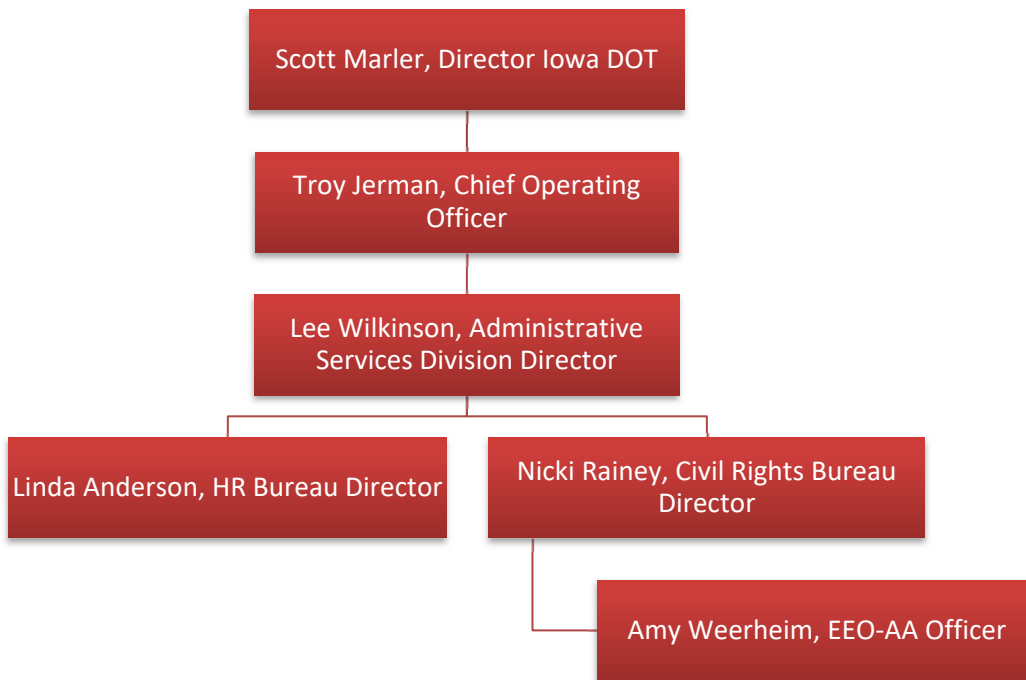 Scott Marler, Director Iowa DOT
Troy Jerman, Chief Operating
Officer
Lee Wilkinson, Administrative
Services Division Director
Linda Anderson, HR Bureau Director
Nicki Rainey, Civil Rights Bureau
Director
Amy Weerheim, EEO-AA Officer